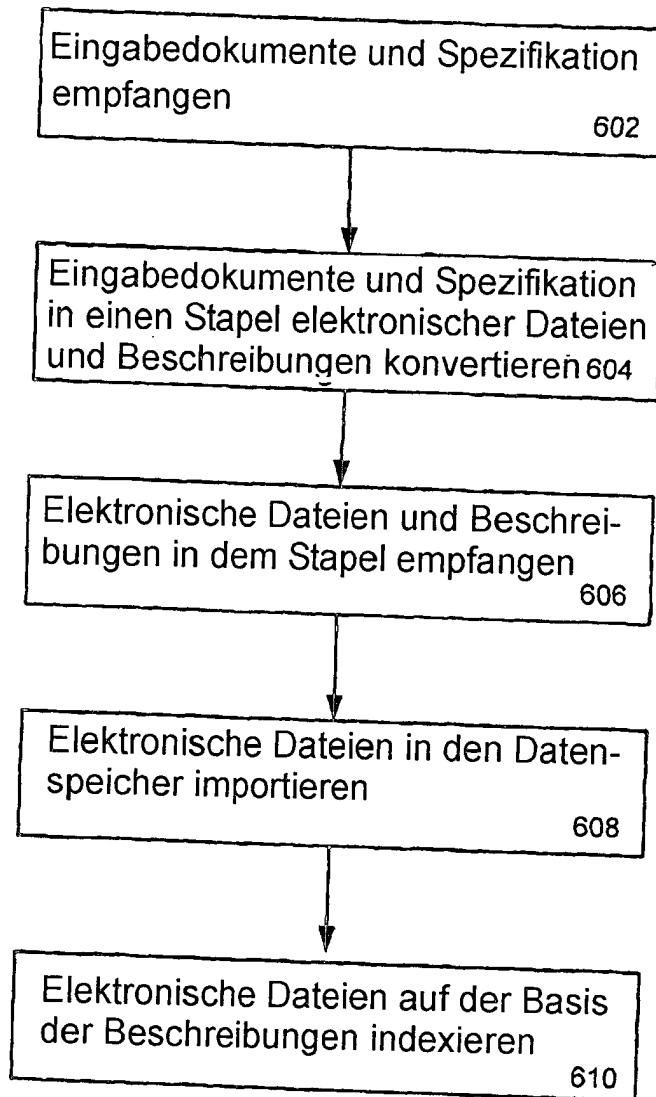 Eingabedokumente und Spezifikation
empfangen
602
Eingabedokumente und Spezifikation
in einen Stapel elektronischer Dateien
und Beschreibungen konvertieren 604
Elektronische Dateien und Beschrei-
bungen in dem Stapel empfangen
606
Elektronische Dateien in den Daten-
speicher importieren
608
Elektronische Dateien auf der Basis
der Beschreibungen indexieren
610